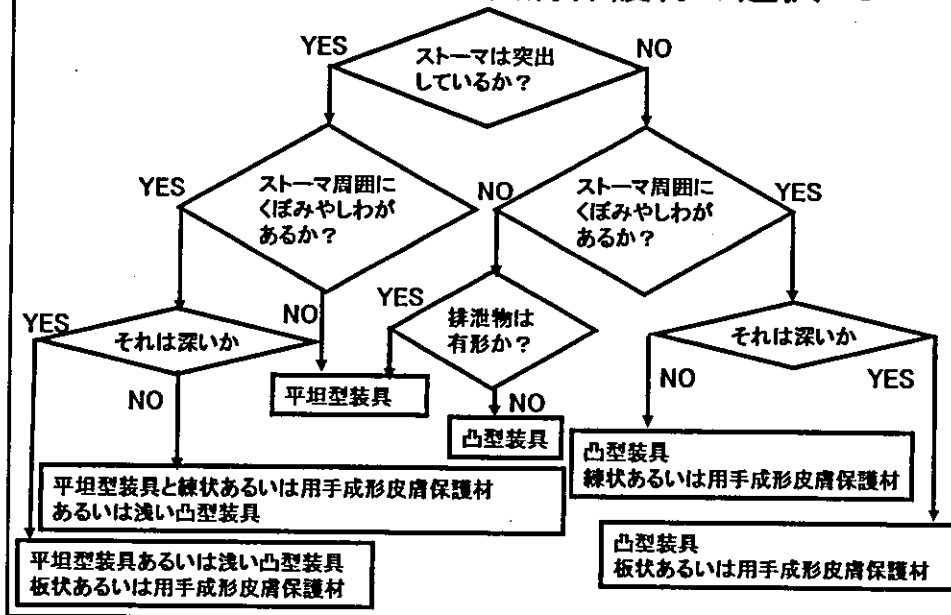 YES
ストーマは突出
しているか？
NO
YES
ストーマ周囲に
くぼみやしわが
あるか？
NO
ストーマ周囲に
くぼみやしわが
あるか？
YES
YES
それは深いか
NO
YES
排泄物は
有形か？
それは深いか
NO
平坦型装具
NO
NO
YES
凸型装具
凸型装具
練状あるいは用手成形皮膚保護材
平坦型装具と練状あるいは用手成形皮膚保護材
あるいは浅い凸型装具
平坦型装具あるいは浅い凸型装具
板状あるいは用手成形皮膚保護材
凸型装具
板状あるいは用手成形皮膚保護材